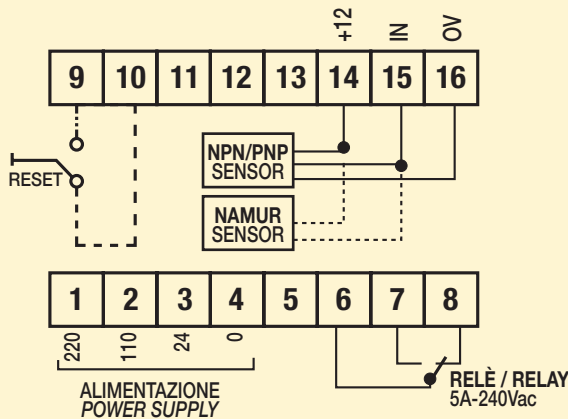 +12 IN OV
9 10 11 12 13 14 15 16
NPN/PNP
SENSOR
RESET
NAMUR
SENSOR
1 2 3 4 5 6 7 8
220 110 24 0
ALIMENTAZIONE
POWER SUPPLY
RELÈ / RELAY
5A-240Vac